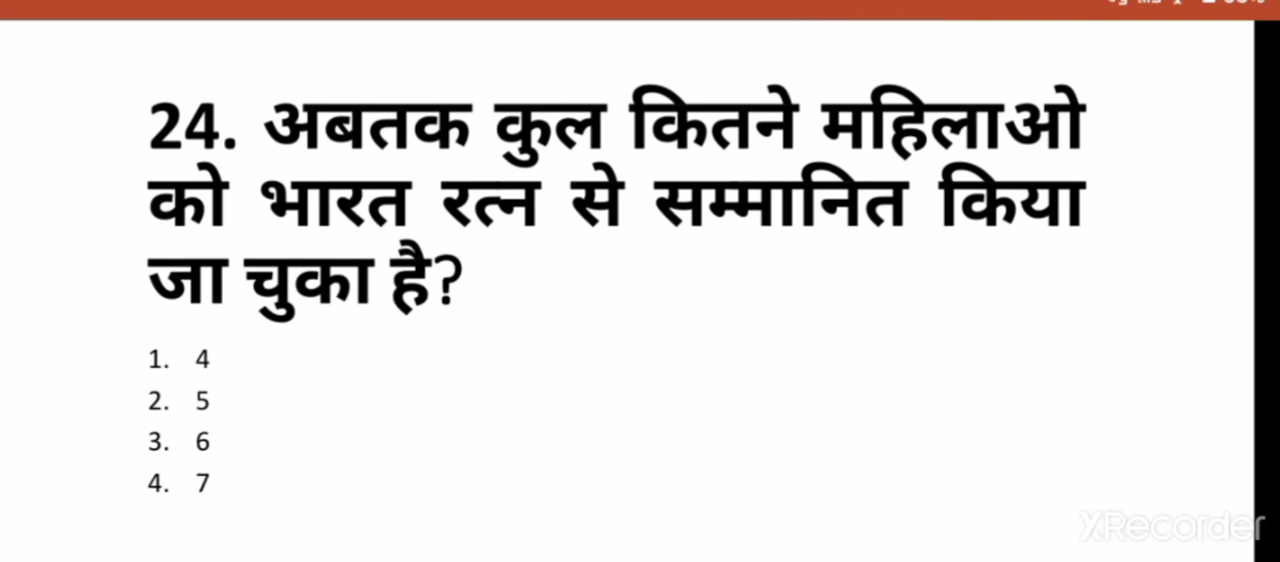 24. अबतक कुल कितने महिलाओ
को भारत रत्न से सम्मानित किया
जा चुका है?
1. 4
2. 5
3. 6
4. 7
XRecorder